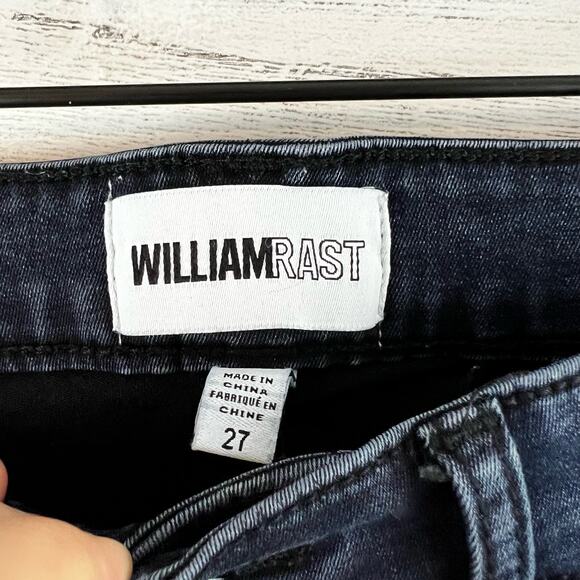 WILLIAMRAST
MADE IN
CHINA
FABRIQUÉ EN
CHINE
27